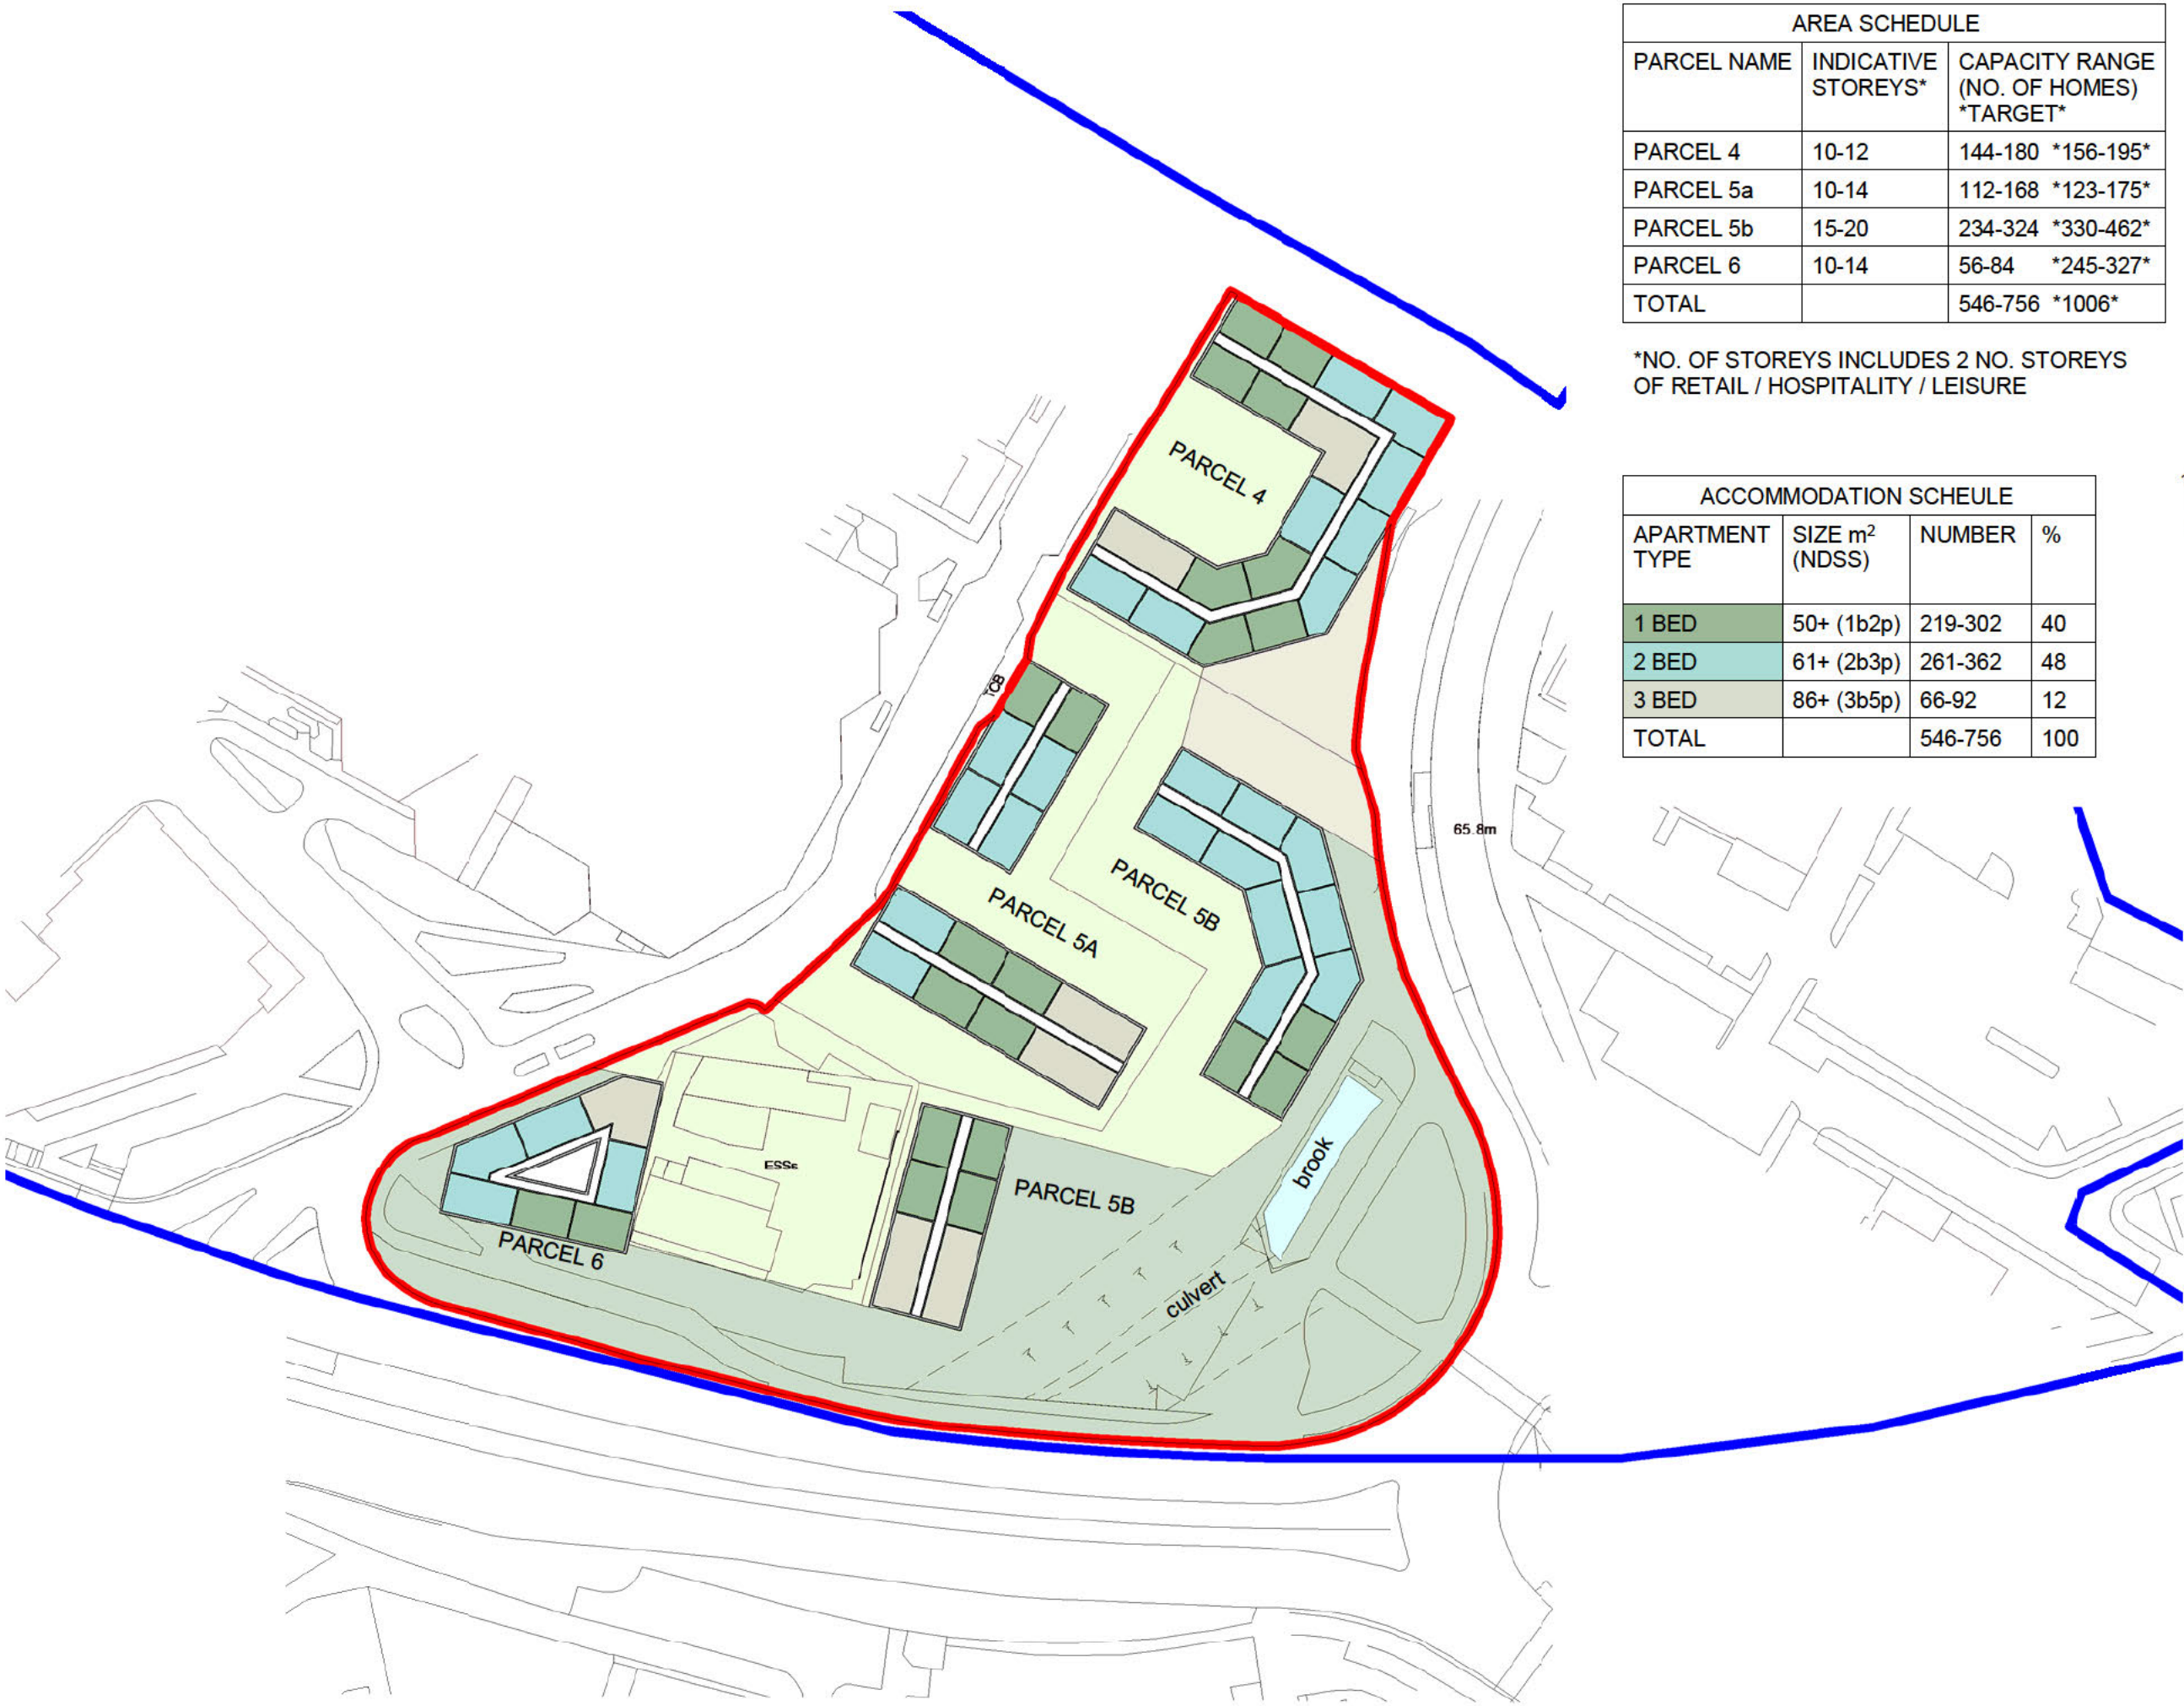 AREA SCHEDULE
PARCEL NAME INDICATIVE STOREYS* CAPACITY RANGE (NO. OF HOMES) *TARGET*
PARCEL 4 10-12 144-180 *156-195*
PARCEL 5a 10-14 112-168 *123-175*
PARCEL 5b 15-20 234-324 *330-462*
PARCEL 6 10-14 56-84 *245-327*
TOTAL 546-756 *1006*
*NO. OF STOREYS INCLUDES 2 NO. STOREYS
OF RETAIL / HOSPITALITY / LEISURE
ACCOMMODATION SCHEULE
APARTMENT TYPE SIZE m² (NDSS) NUMBER %
1 BED 50+ (1b2p) 219-302 40
2 BED 61+ (2b3p) 261-362 48
3 BED 86+ (3b5p) 66-92 12
TOTAL 546-756 100
PARCEL 4
TCB
65.8m
PARCEL 5B
PARCEL 5A
ESSs
brook
PARCEL 5B
PARCEL 6
culvert